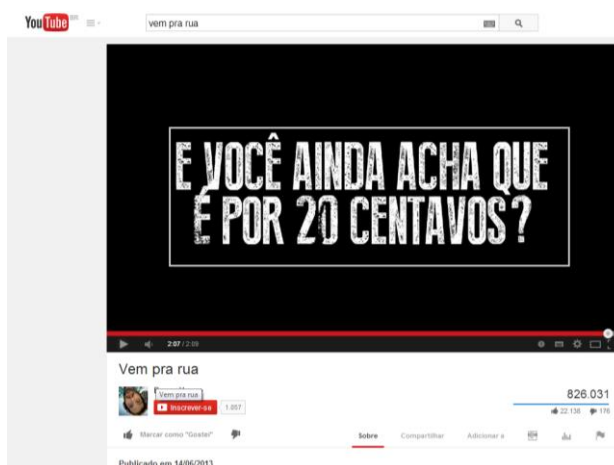 YouTube
vem pra rua
E VOCÊ AINDA ACHA QUE
É POR 20 CENTAVOS?
2:07 / 2:09
Vem pra rua
Vem pra rua
Inscrever-se 1.057
826.031
22.136 176
Marcar como "Gostei"
Sobre Compartilhar Adicionar a
Publicado em 14/06/2013